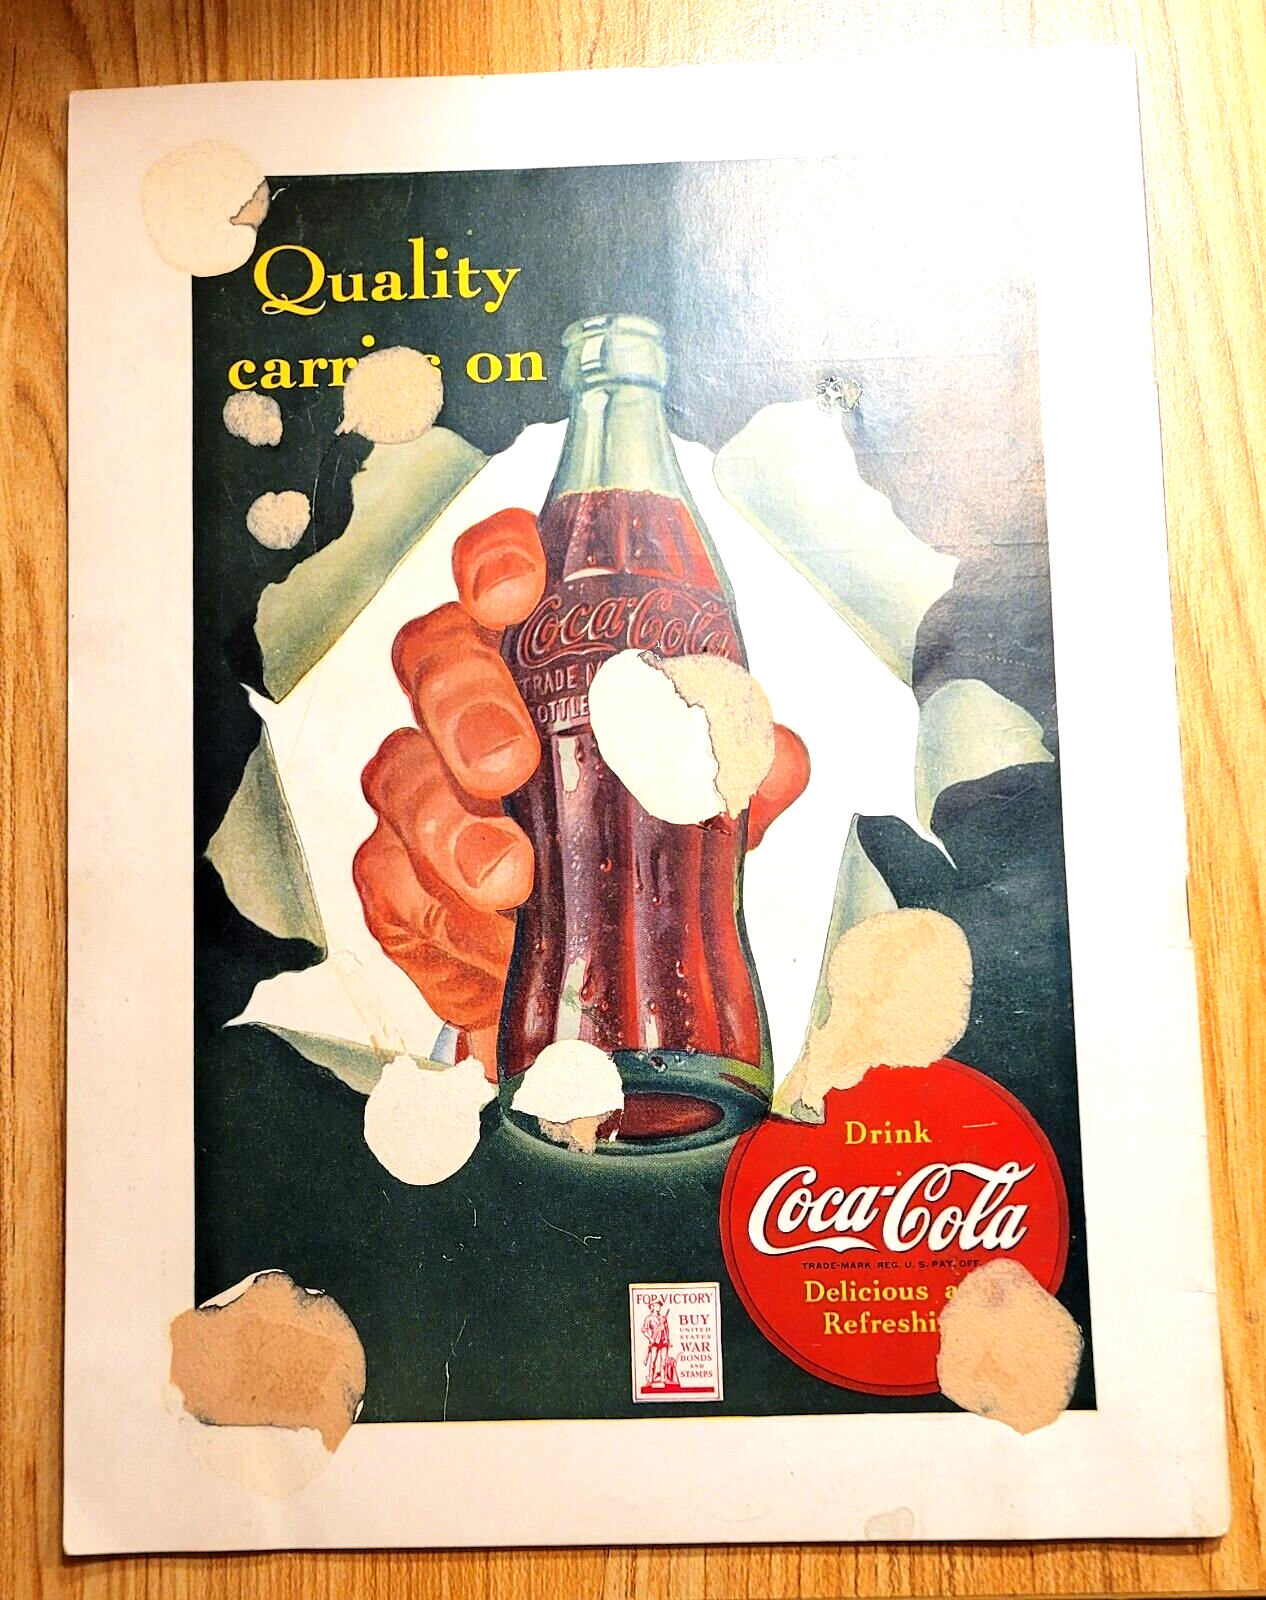 Quality
carries on
Coca-Cola
TRADE M
OTTLE
Drink
Coca-Cola
TRADE-MARK REG. U. S. PAT. OFF.
Delicious a
Refreshi
FOR VICTORY
BUY
UNITED
STATES
WAR
BONDS
AND
STAMPS